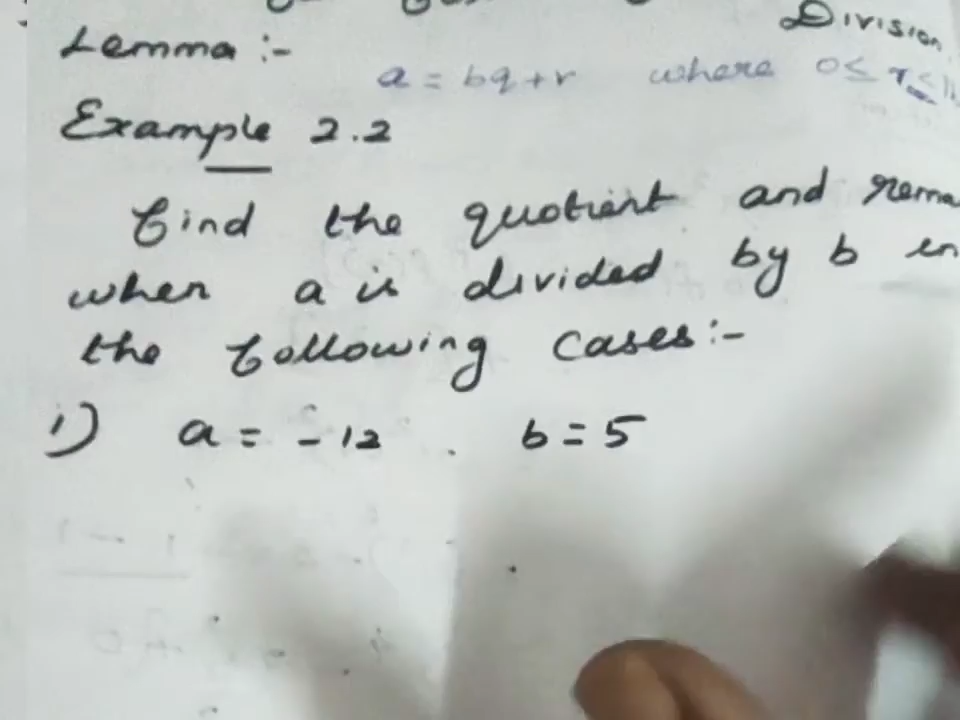 Division
Lemma :-
a = bq + r where 0 ≤ r <
Example 2.2
Find the quotient and
when a is divided by b in
the following cases :-
i) a = -12 . b = 5